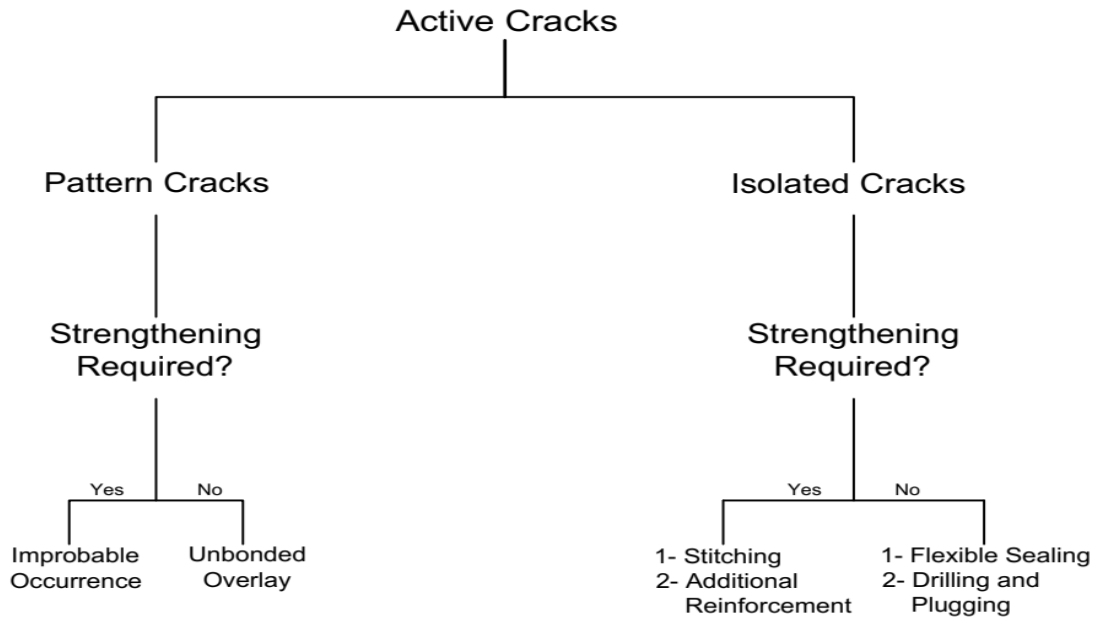 Active Cracks
Pattern Cracks
Isolated Cracks
Strengthening
Required?
Strengthening
Required?
Yes
No
Yes
No
Improbable
Occurrence
Unbonded
Overlay
1- Stitching
2- Additional
Reinforcement
1- Flexible Sealing
2- Drilling and
Plugging